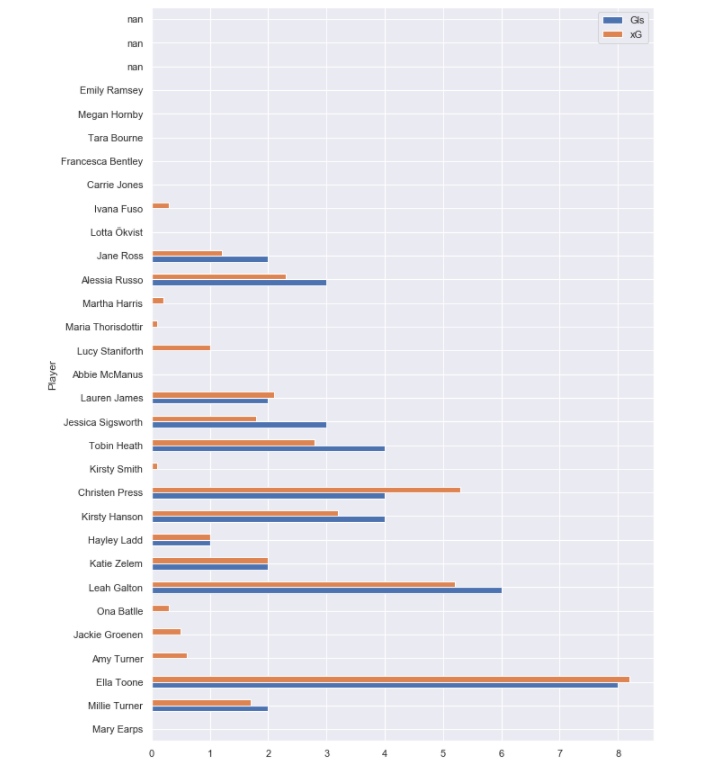 Gls
xG
nan
nan
nan
Emily Ramsey
Megan Hornby
Tara Bourne
Francesca Bentley
Carrie Jones
Ivana Fuso
Lotta Ökvist
Jane Ross
Alessia Russo
Martha Harris
Maria Thorisdottir
Lucy Staniforth
Abbie McManus
Lauren James
Jessica Sigsworth
Tobin Heath
Kirsty Smith
Christen Press
Kirsty Hanson
Hayley Ladd
Katie Zelem
Leah Galton
Ona Batlle
Jackie Groenen
Amy Turner
Ella Toone
Millie Turner
Mary Earps
Player
0 1 2 3 4 5 6 7 8